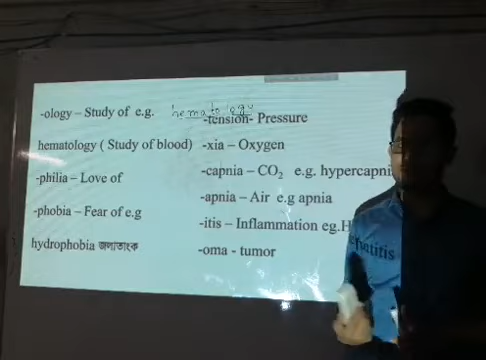 -ology – Study of e.g. hematology
hematology ( Study of blood)
-philia – Love of
-phobia – Fear of e.g
hydrophobia জলাতংক
-tension- Pressure
-xia – Oxygen
-capnia – CO₂ e.g. hypercapni
-apnia – Air e.g apnia
-itis – Inflammation eg.H patitis
-oma - tumor